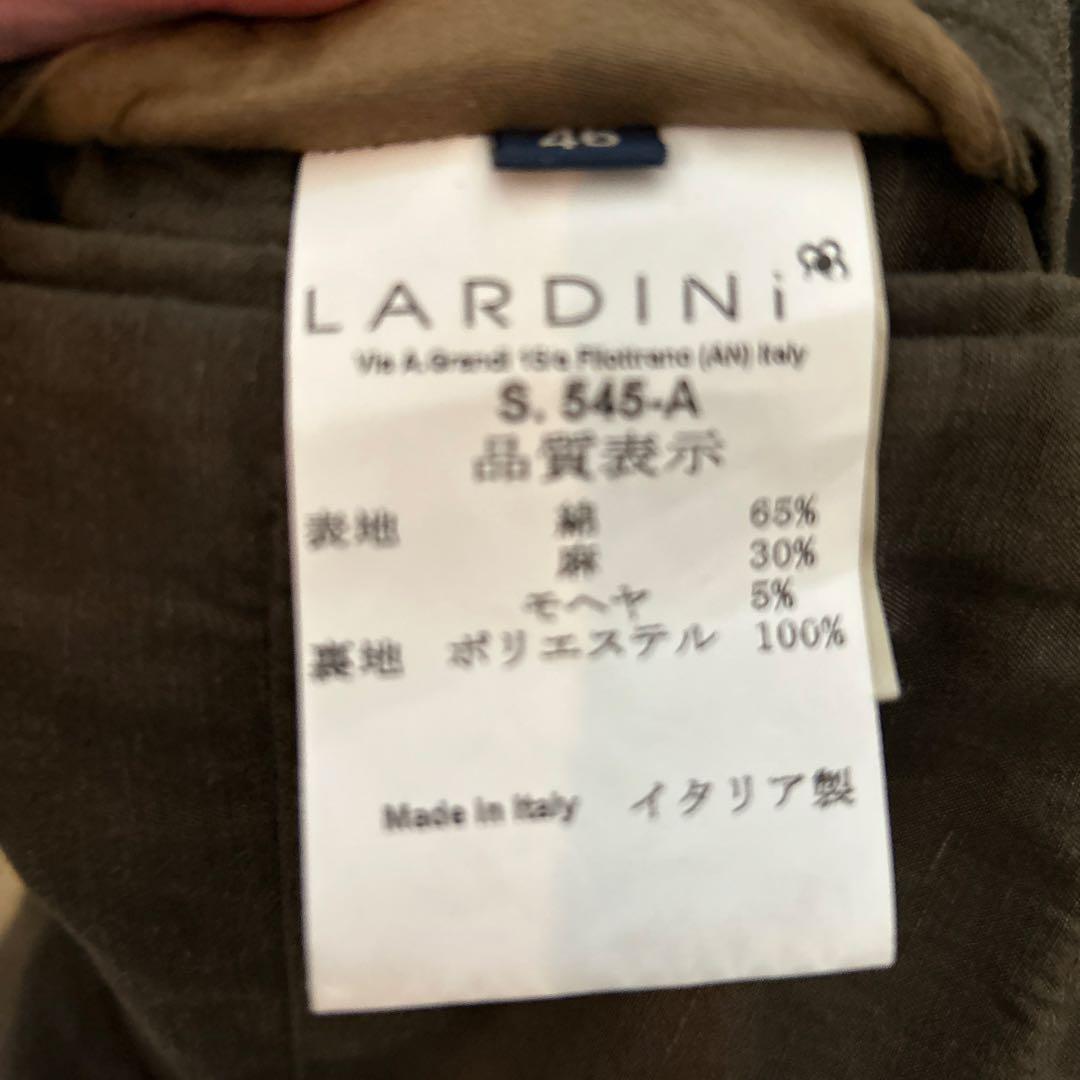 46
LARDINi
Via A.Grandi Filottrano (AN) Italy
S. 545-A
品質表示
表地 綿 65%
麻 30%
モヘヤ 5%
裏地 ポリエステル 100%
Made in Italy イタリア製